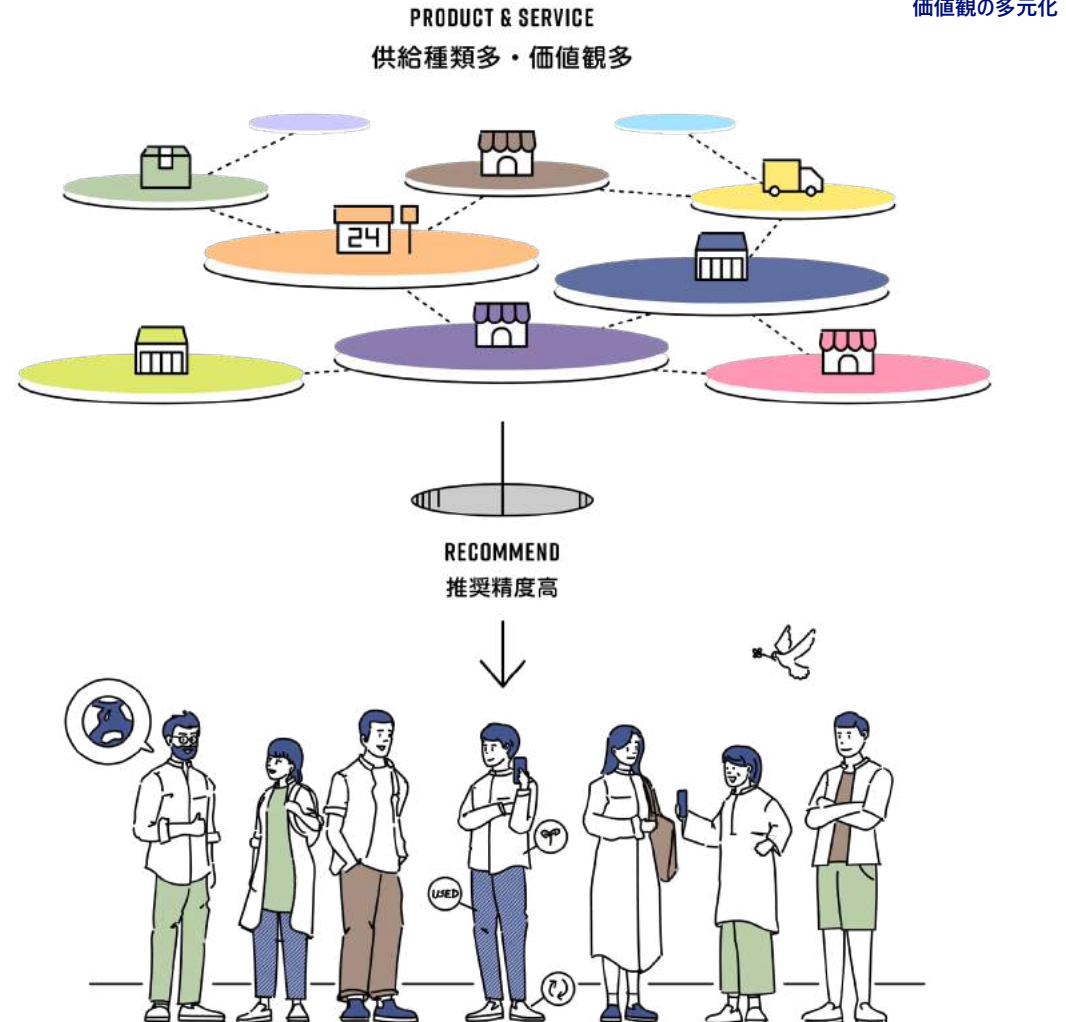 価値観の多元化
PRODUCT & SERVICE
供給種類多・価値観多
24
RECOMMEND
推奨精度高
USED